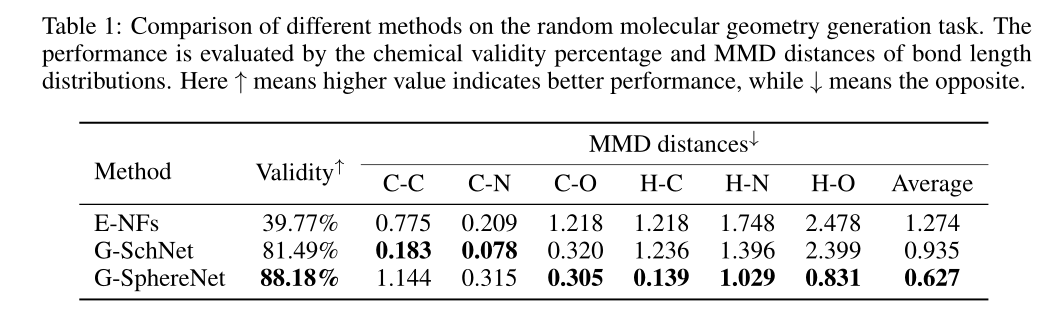 Table 1: Comparison of different methods on the random molecular geometry generation task. The
performance is evaluated by the chemical validity percentage and MMD distances of bond length
distributions. Here ↑ means higher value indicates better performance, while ↓ means the opposite.
Method Validity↑ MMD distances↓
C-C C-N C-O H-C H-N H-O Average
E-NFs 39.77% 0.775 0.209 1.218 1.218 1.748 2.478 1.274
G-SchNet 81.49% 0.183 0.078 0.320 1.236 1.396 2.399 0.935
G-SphereNet 88.18% 1.144 0.315 0.305 0.139 1.029 0.831 0.627